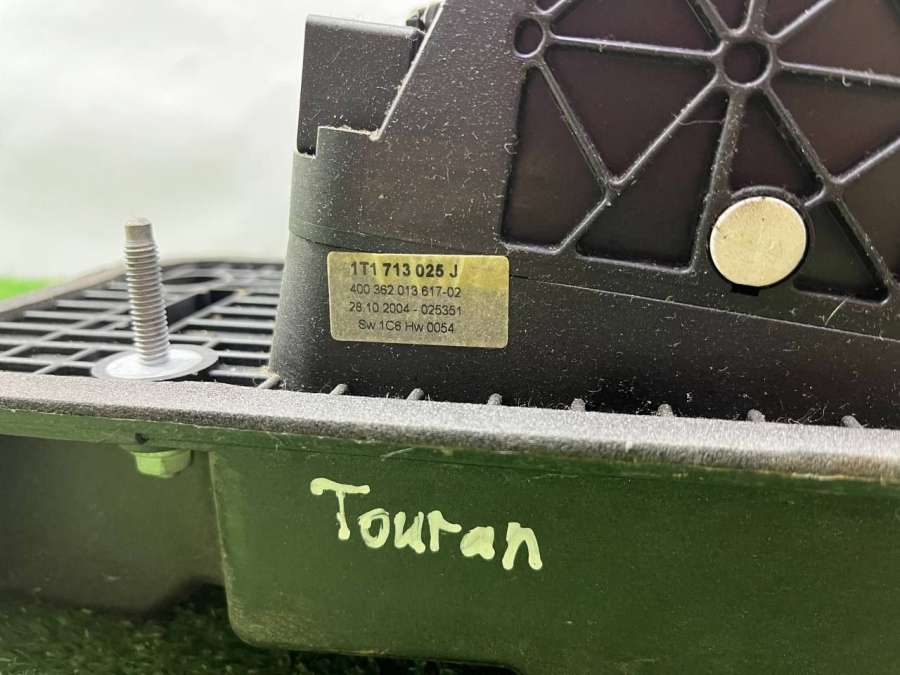 1T1 713 025 J
400 362 013 617-02
28 10 2004 - 025351
Sw 1C6 Hw 0054
Touran